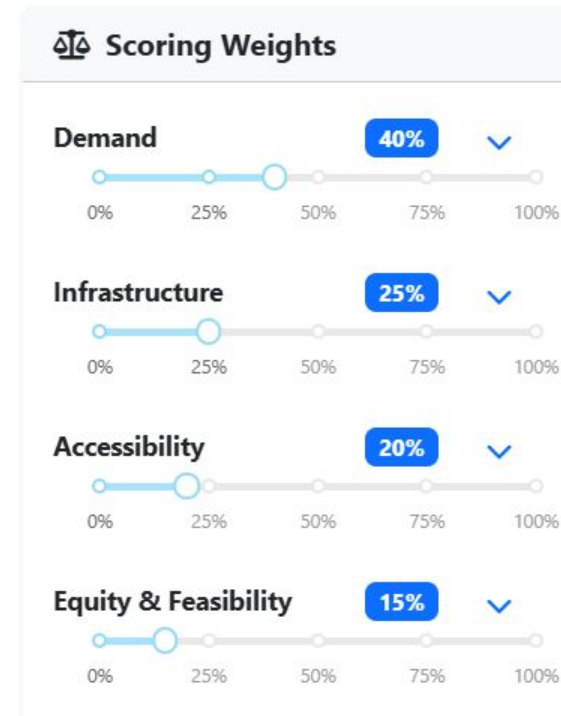 Scoring Weights
Demand 40%
0% 25% 50% 75% 100%
Infrastructure 25%
0% 25% 50% 75% 100%
Accessibility 20%
0% 25% 50% 75% 100%
Equity & Feasibility 15%
0% 25% 50% 75% 100%